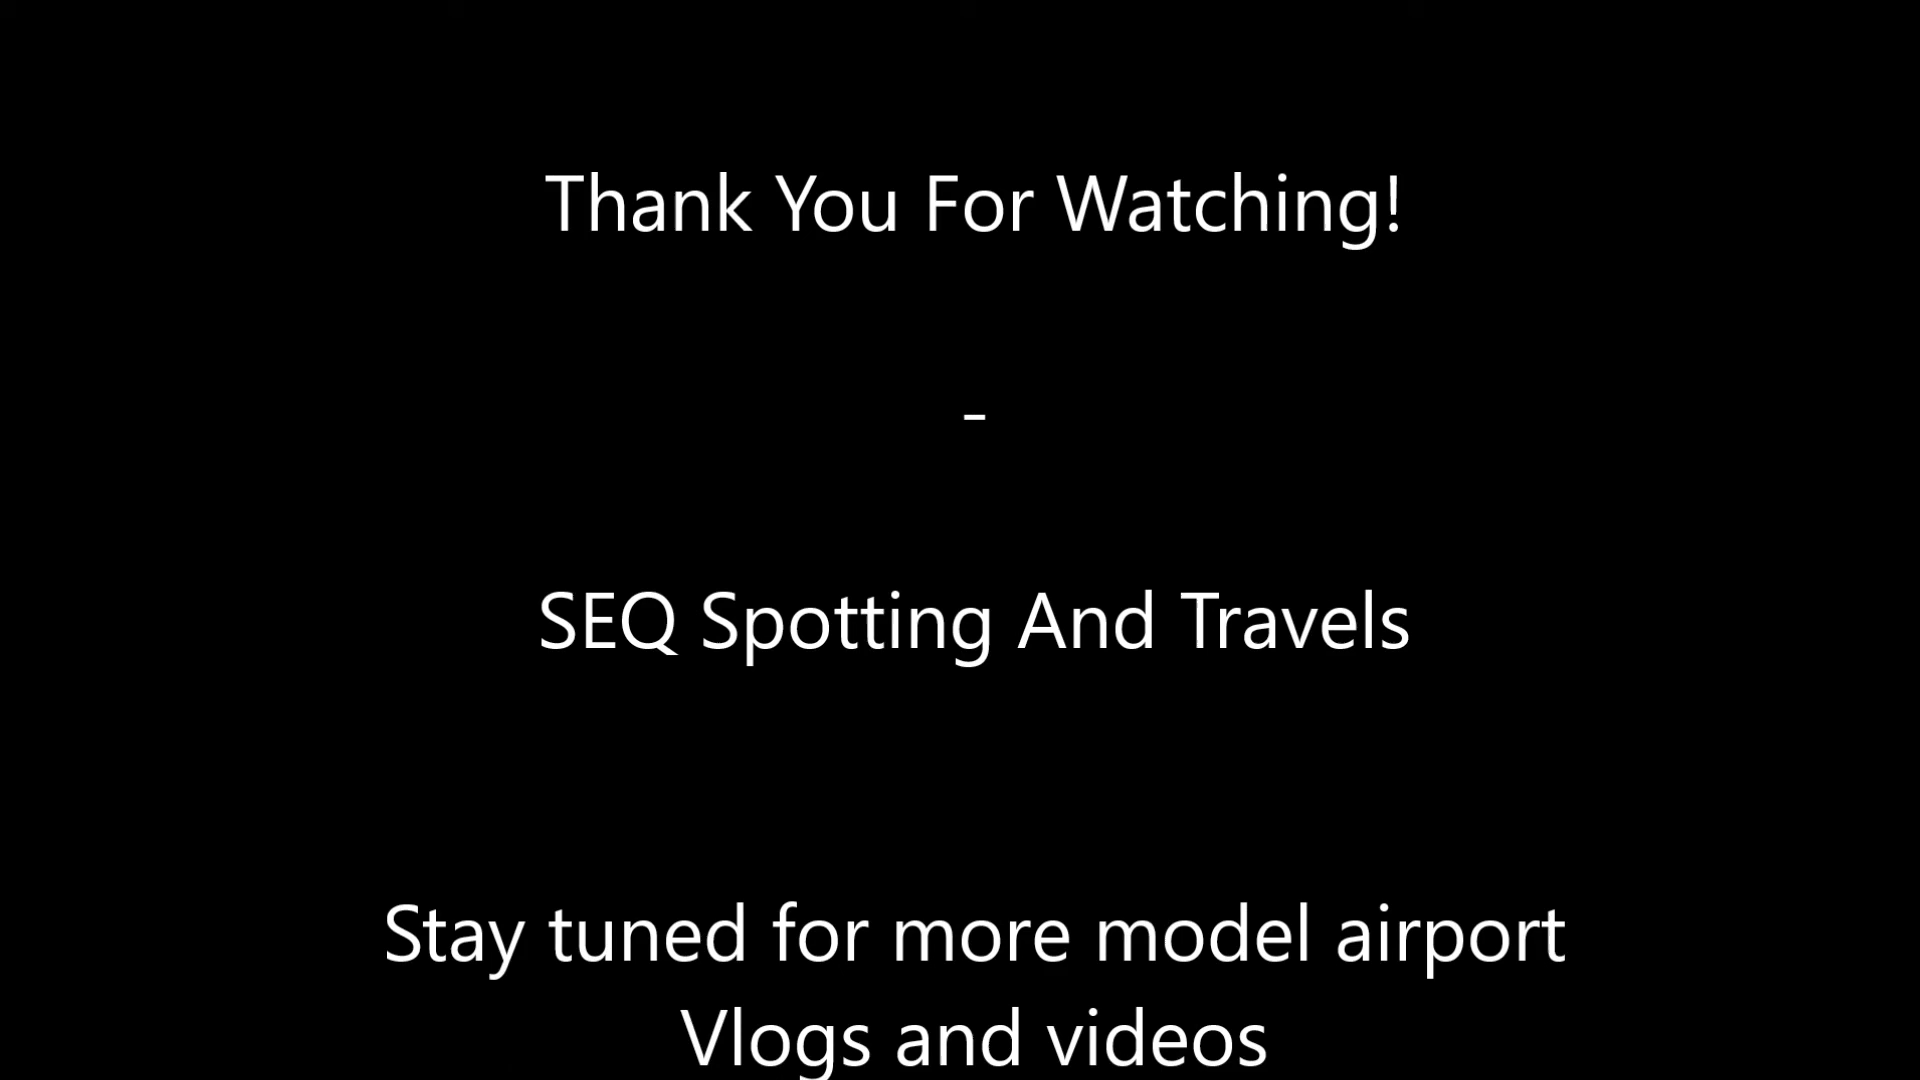 Thank You For Watching!
-
SEQ Spotting And Travels
Stay tuned for more model airport
Vlogs and videos